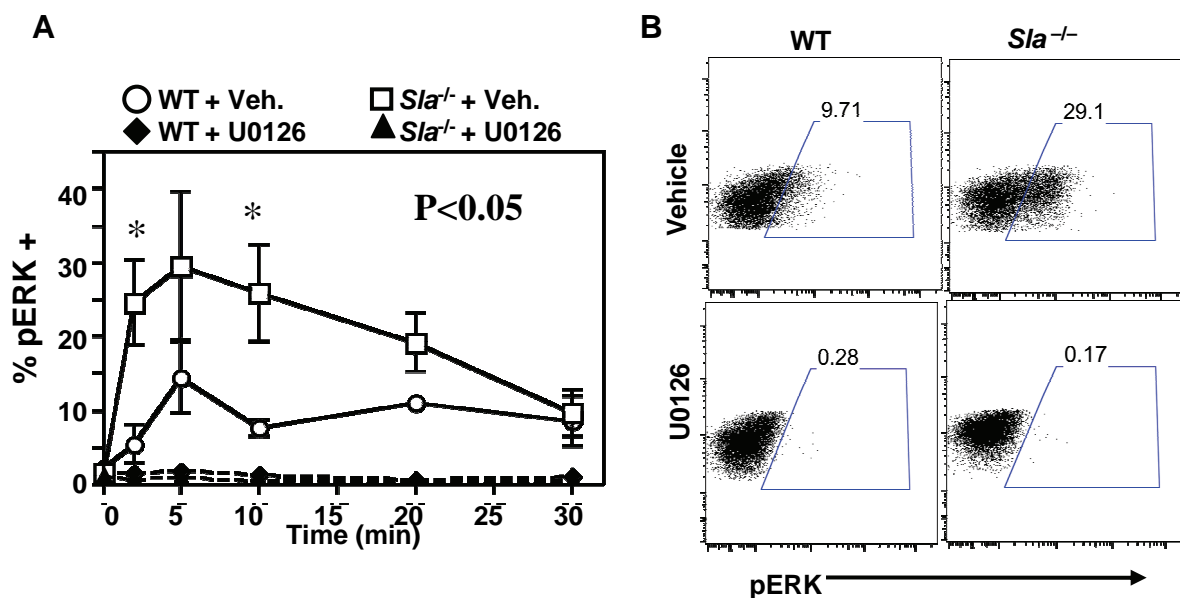 A
WT + Veh.
Sla-/- + Veh.
WT + U0126
Sla-/- + U0126
% pERK +
40
30
20
10
0
*
*
P<0.05
0
5
10
15
20
25
30
Time (min)
B
WT
Sla –/–
Vehicle
9.71
29.1
U0126
0.28
0.17
pERK